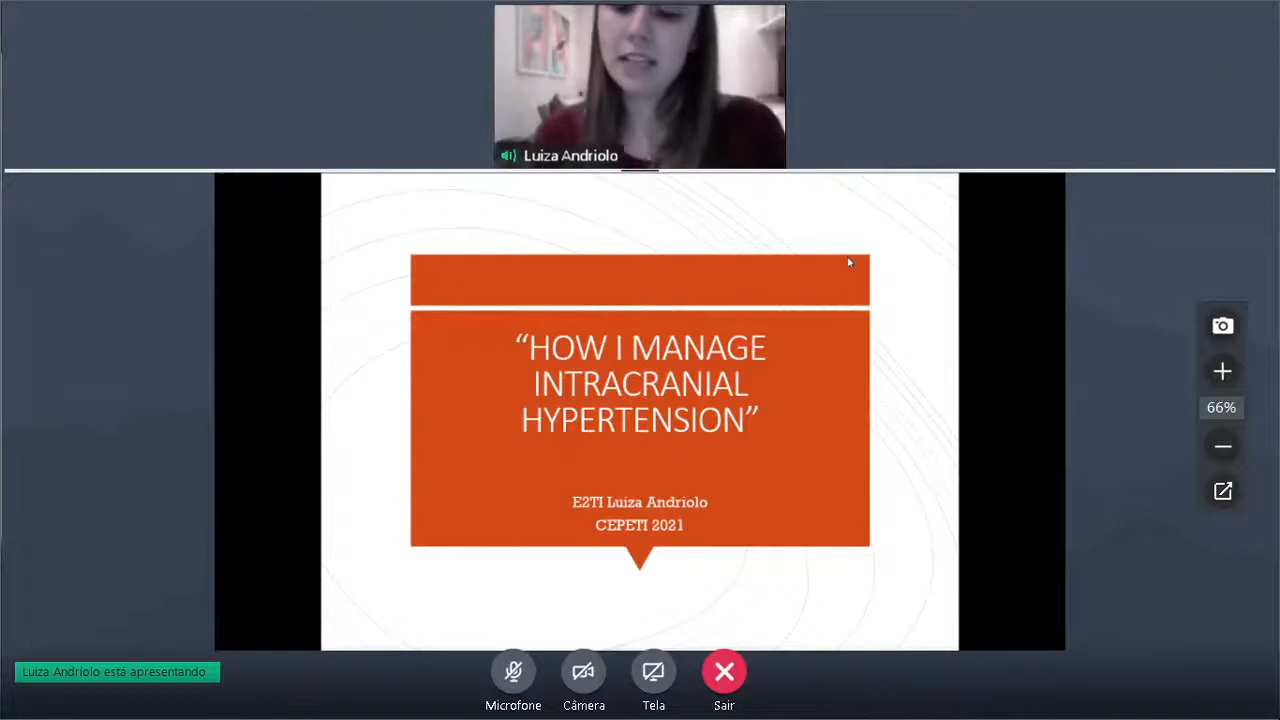 Luiza Andriolo
“HOW I MANAGE
INTRACRANIAL
HYPERTENSION”
E2TI Luiza Andriolo
CEPETI 2021
66%
Luiza Andriolo está apresentando
Microfone
Câmera
Tela
Sair